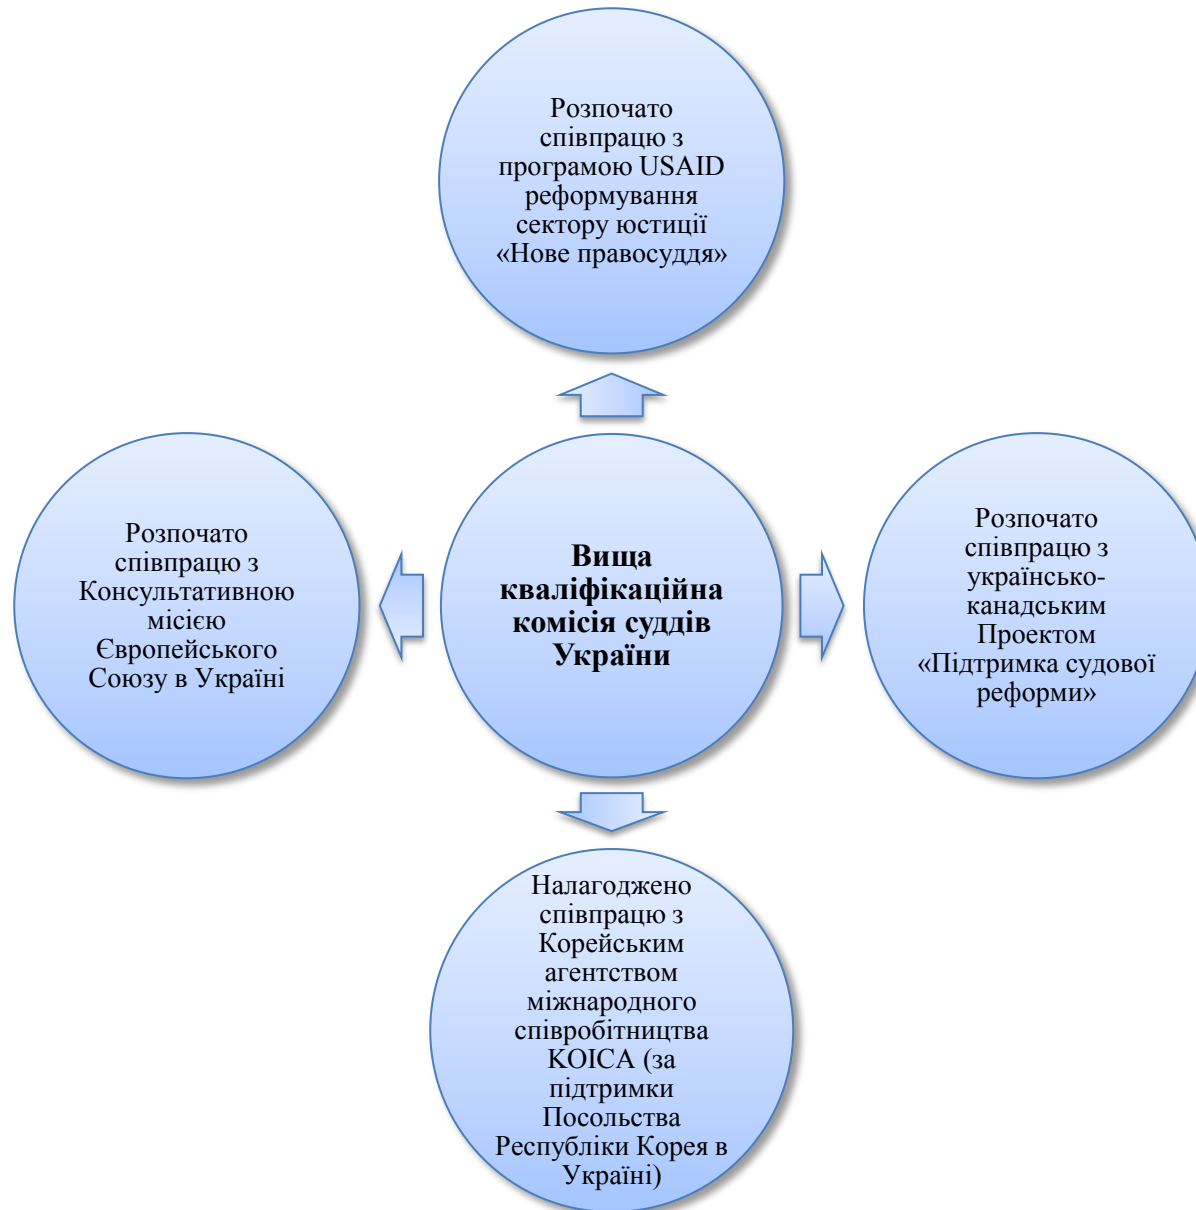 Розпочато
співпрацю з
програмою USAID
реформування
сектору юстиції
«Нове правосуддя»
Розпочато
співпрацю з
Консультативною
місією
Європейського
Союзу в Україні
Вища
кваліфікаційна
комісія суддів
України
Розпочато
співпрацю з
українсько-
канадським
Проектом
«Підтримка судової
реформи»
Налагоджено
співпрацю з
Корейським
агентством
міжнародного
співробітництва
KOICA (за
підтримки
Посольства
Республіки Корея в
Україні)